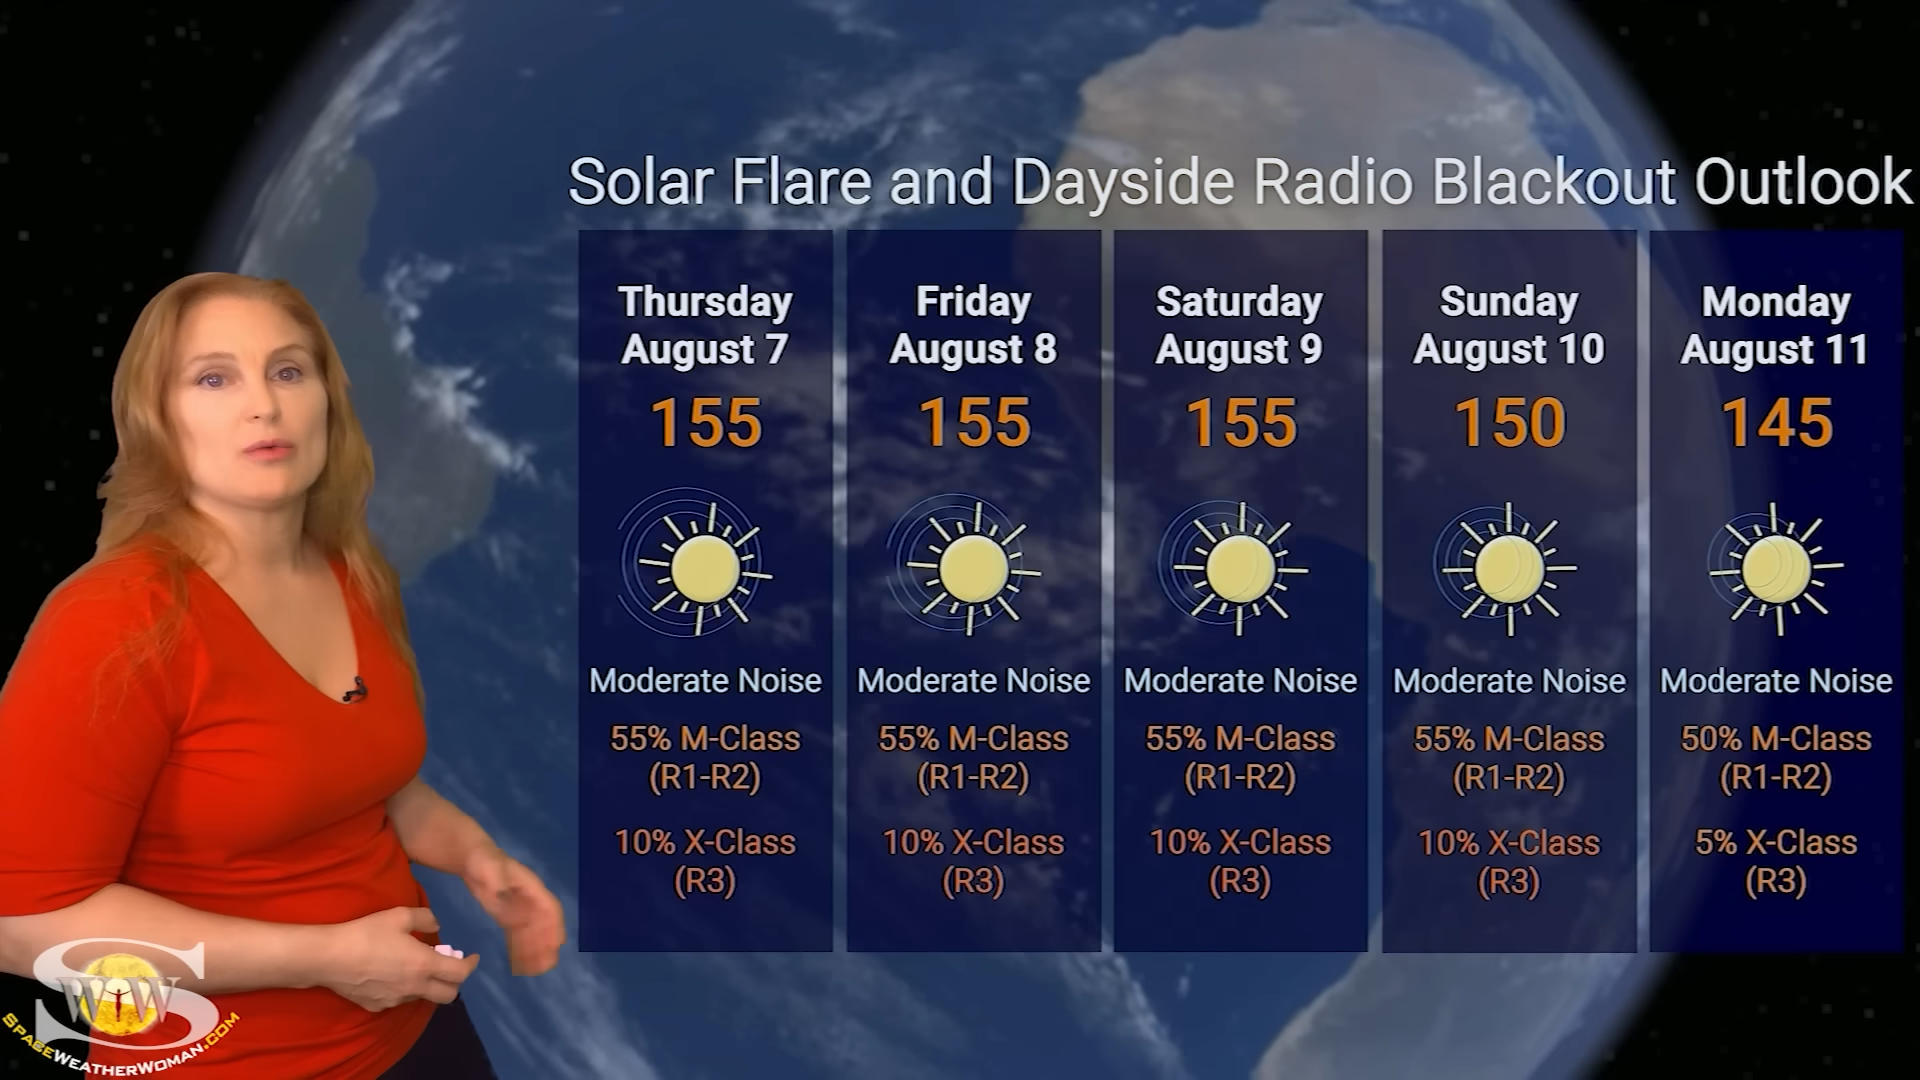 Solar Flare and Dayside Radio Blackout Outlook
Thursday
August 7
155
Moderate Noise
55% M-Class
(R1-R2)
10% X-Class
(R3)
Friday
August 8
155
Moderate Noise
55% M-Class
(R1-R2)
10% X-Class
(R3)
Saturday
August 9
155
Moderate Noise
55% M-Class
(R1-R2)
10% X-Class
(R3)
Sunday
August 10
150
Moderate Noise
55% M-Class
(R1-R2)
10% X-Class
(R3)
Monday
August 11
145
Moderate Noise
50% M-Class
(R1-R2)
5% X-Class
(R3)
SWW
SPACEWEATHERWOMAN.COM